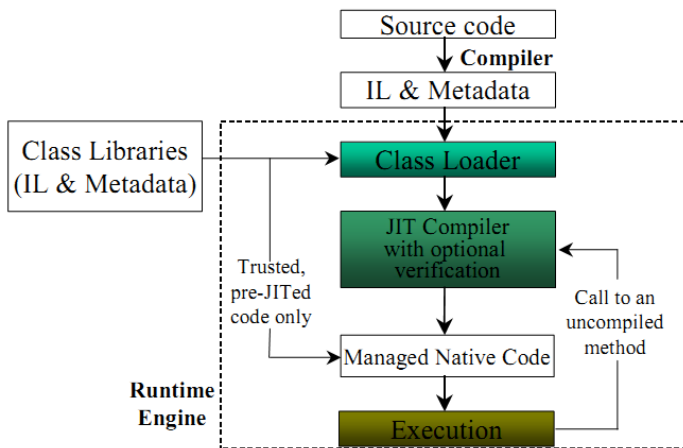 Source code
Compiler
IL & Metadata
Class Libraries
(IL & Metadata)
Class Loader
JIT Compiler
with optional
verification
Trusted,
pre-JITed
code only
Call to an
uncompiled
method
Managed Native Code
Runtime
Engine
Execution